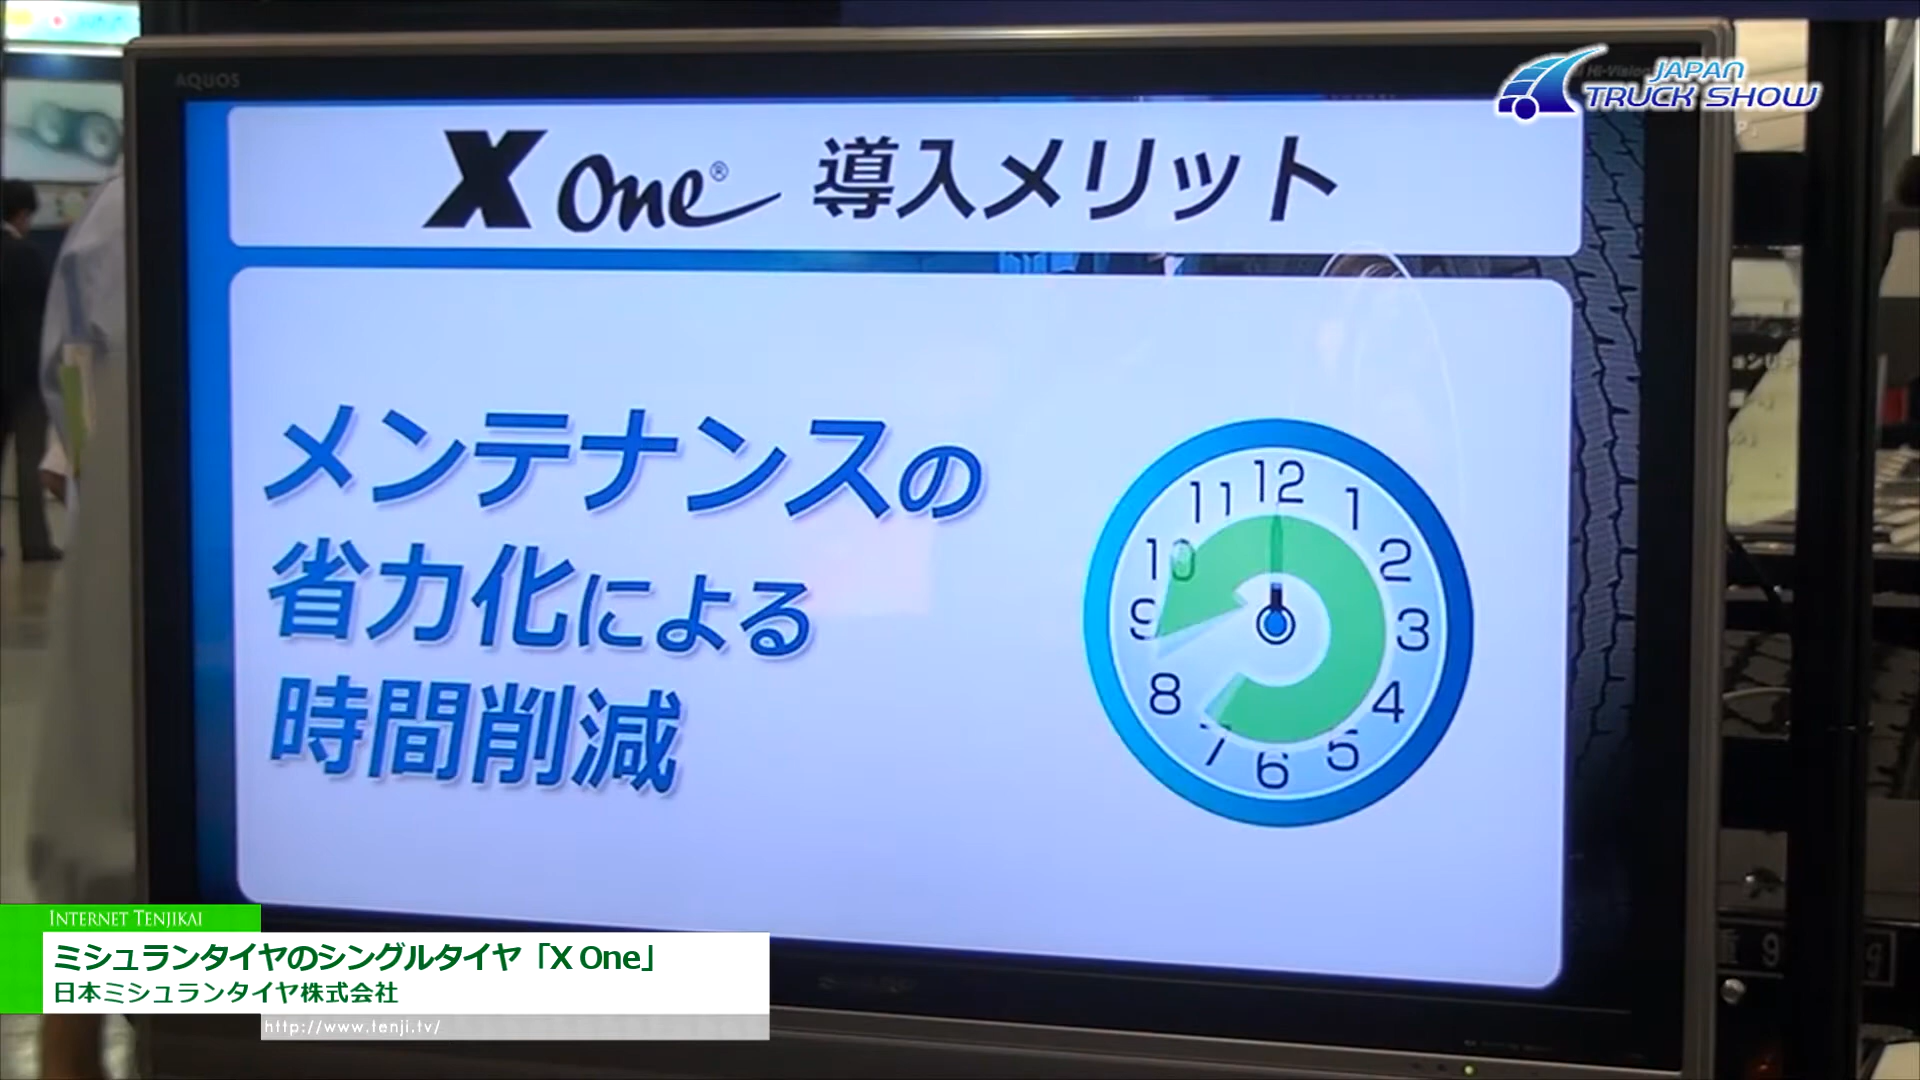 AQUOS
Hi-Vision
JAPAN
TRUCK SHOW
X One® 導入メリット
メンテナンスの
省力化による
時間削減
12
11
1
10
2
9
3
8
4
7
5
6
INTERNET TENJIKAI
ミシュランタイヤのシングルタイヤ「X One」
日本ミシュランタイヤ株式会社
http://www.tenji.tv/